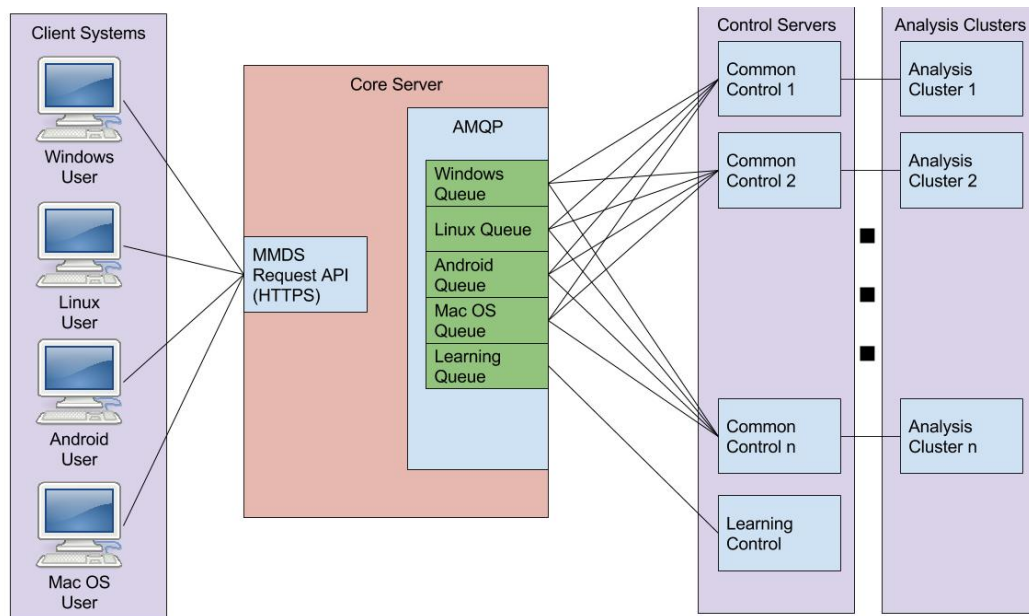 Client Systems
Windows
User
Linux
User
Android
User
Mac OS
User
Core Server
MMDS
Request API
(HTTPS)
AMQP
Windows
Queue
Linux Queue
Android
Queue
Mac OS
Queue
Learning
Queue
Control Servers
Common
Control 1
Common
Control 2
Common
Control n
Learning
Control
Analysis Clusters
Analysis
Cluster 1
Analysis
Cluster 2
Analysis
Cluster n